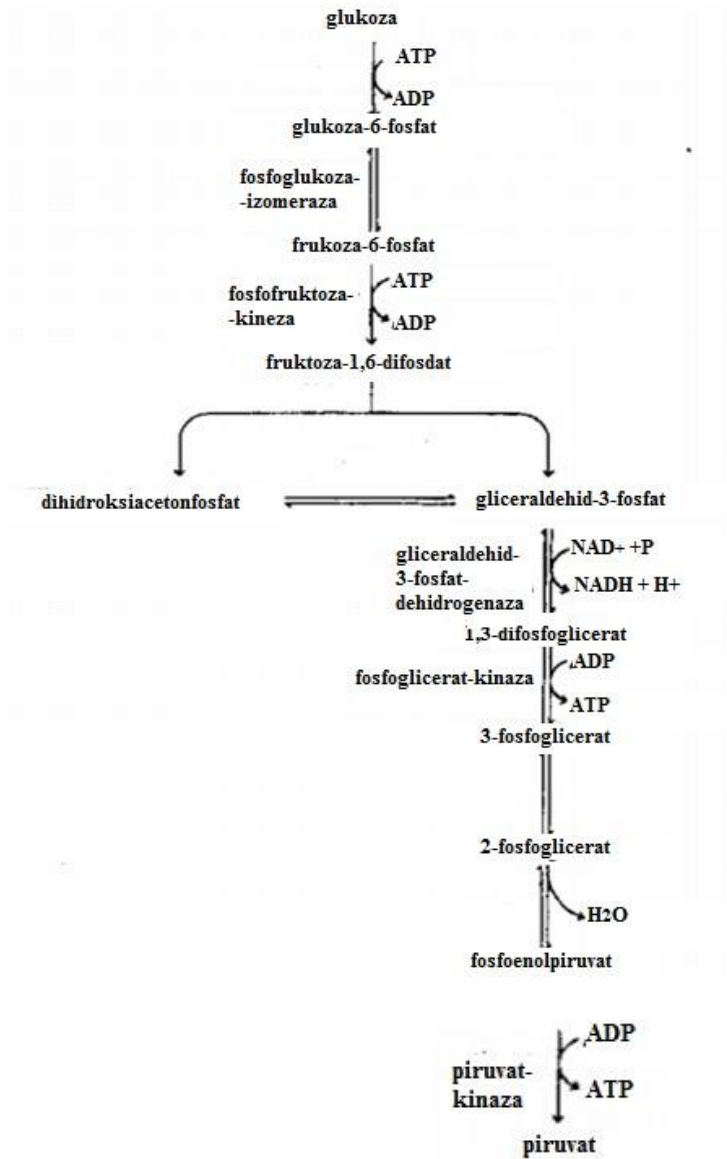 glukoza
ATP
ADP
glukoza-6-fosfat
fosfoglukoza-
-izomeraza
frukoza-6-fosfat
ATP
fosfofruktoza-
-kineza
ADP
fruktoza-1,6-difosdat
dihidroksiacetonfosfat
gliceraldehid-3-fosfat
NAD+ +P
gliceraldehid-
3-fosfat-
dehidrogenaza
NADH + H+
1,3-difosfoglicerat
ADP
fosfoglicerat-kinaza
ATP
3-fosfoglicerat
2-fosfoglicerat
H2O
fosfoenolpiruvat
ADP
piruvat-
kinaza
ATP
piruvat